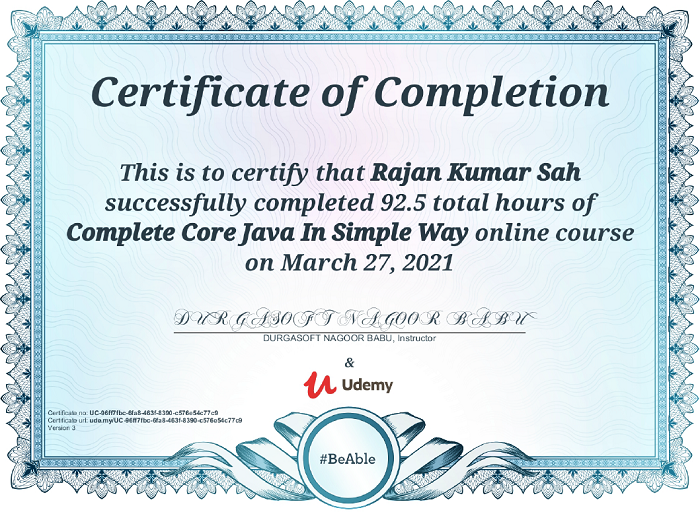 Certificate of Completion
This is to certify that Rajan Kumar Sah
successfully completed 92.5 total hours of
Complete Core Java In Simple Way online course
on March 27, 2021
DURGASOFT NAGOOR BABU
DURGASOFT NAGOOR BABU, Instructor
&
Udemy
Certificate no: UC-96ff7fbc-6fa8-463f-8390-c576e54c77c9
Certificate url: ude.my/UC-96ff7fbc-6fa8-463f-8390-c576e54c77c9
Version 3
#BeAble